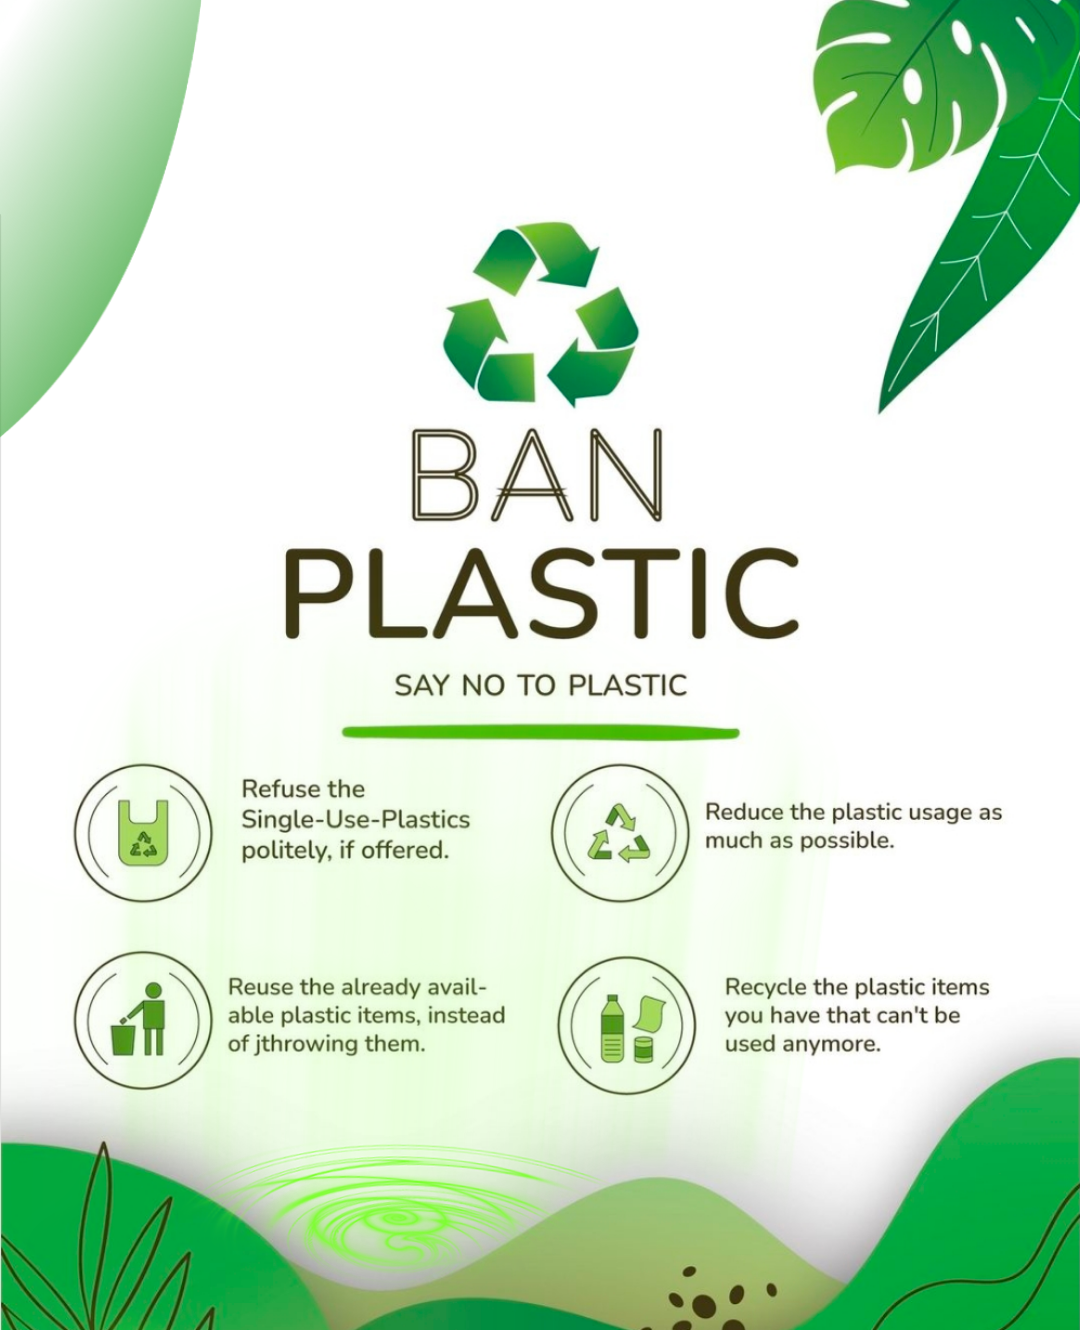 BAN
PLASTIC
SAY NO TO PLASTIC
Refuse the
Single-Use-Plastics
politely, if offered.
Reduce the plastic usage as
much as possible.
Reuse the already avail-
able plastic items, instead
of jthrowing them.
Recycle the plastic items
you have that can't be
used anymore.